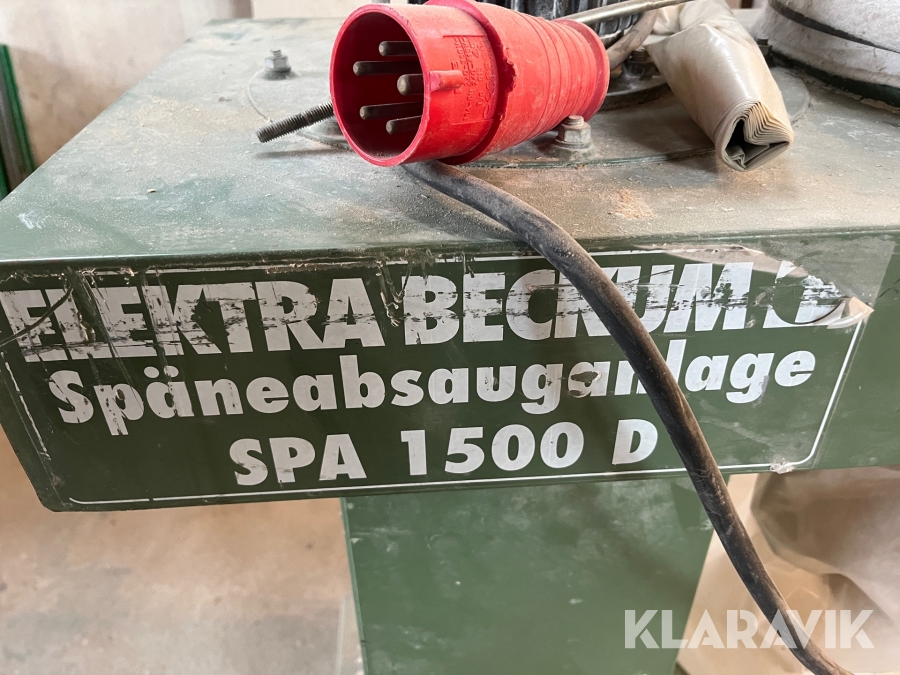 ELEKTRA BECKUM
Späneabsauganlage
SPA 1500 D
KLARAVIK